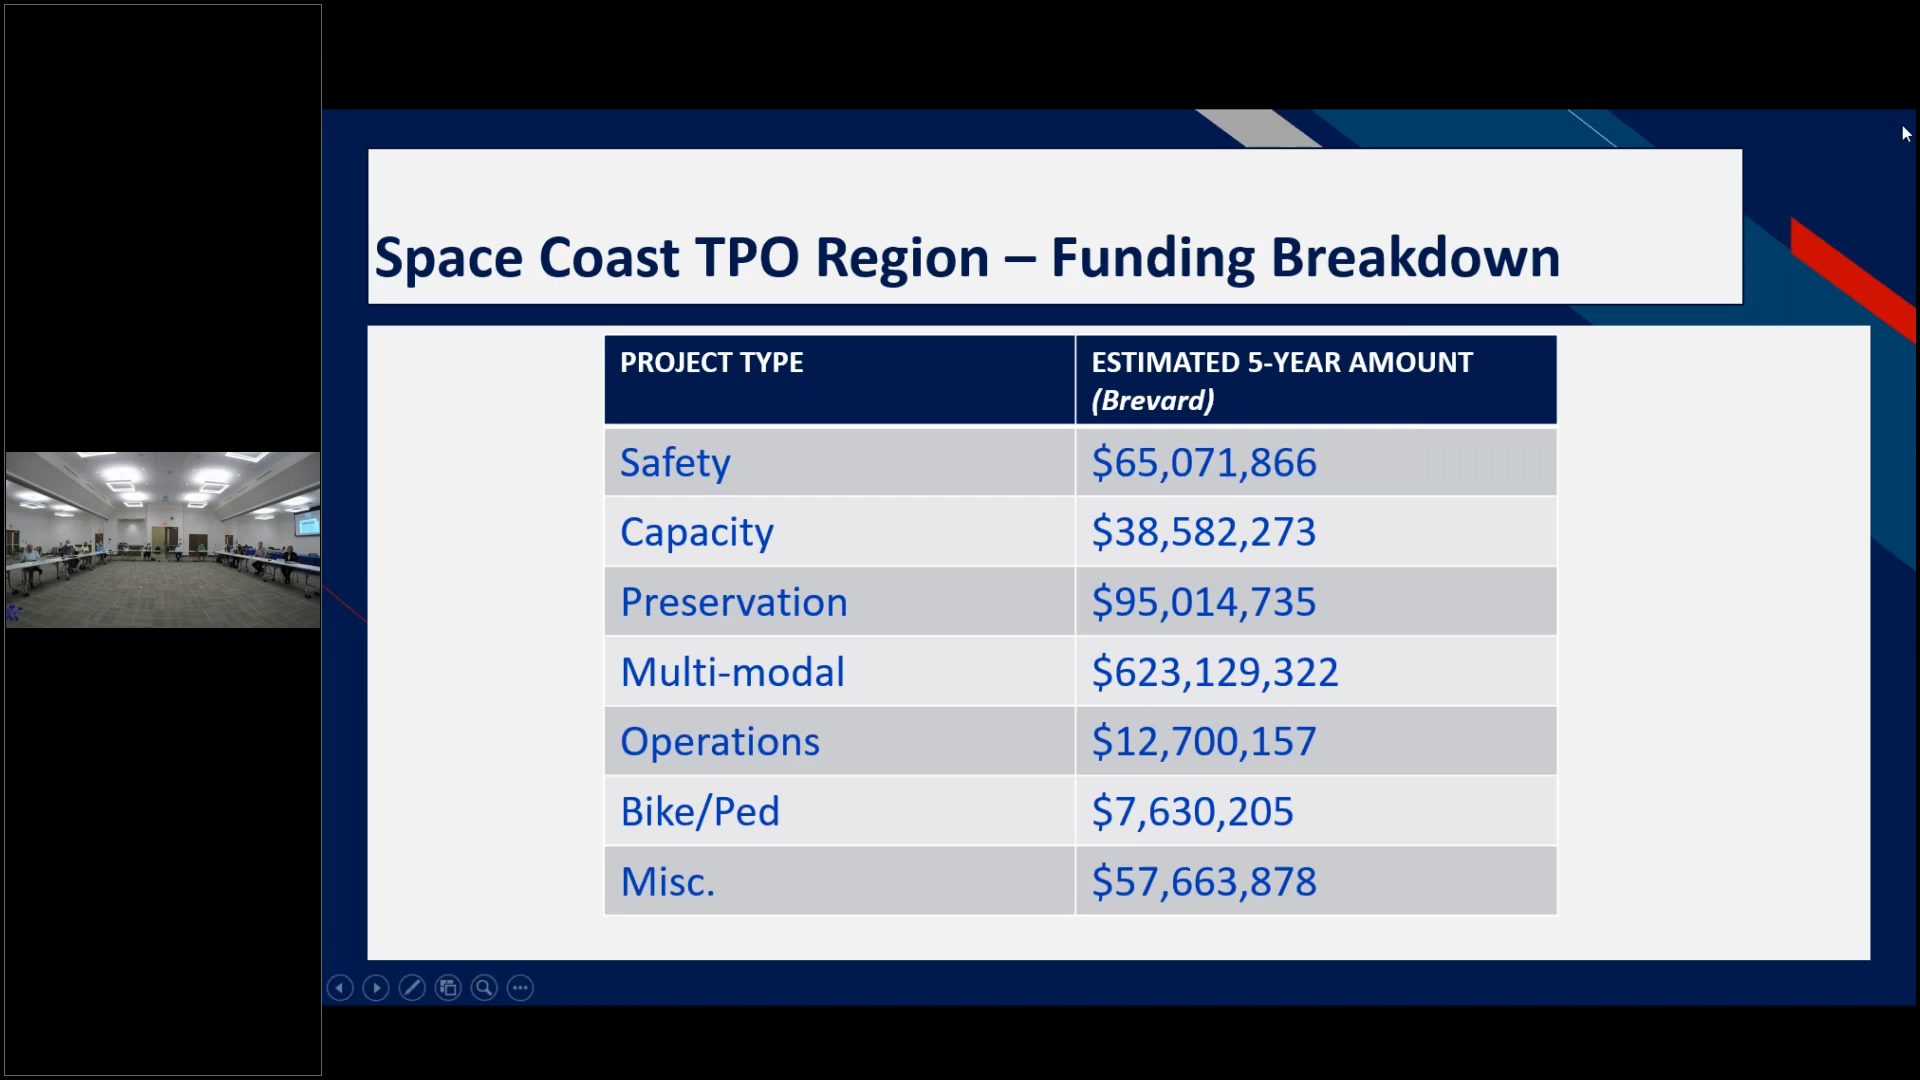 Space Coast TPO Region – Funding Breakdown
PROJECT TYPE
ESTIMATED 5-YEAR AMOUNT
(Brevard)
Safety
$65,071,866
Capacity
$38,582,273
Preservation
$95,014,735
Multi-modal
$623,129,322
Operations
$12,700,157
Bike/Ped
$7,630,205
Misc.
$57,663,878